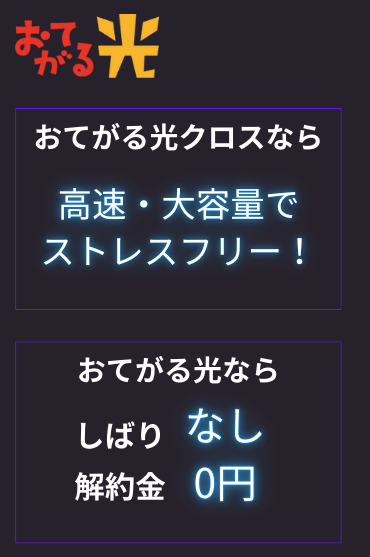 おてがる光
おてがる光クロスなら
高速・大容量で
ストレスフリー！
おてがる光なら
しばり なし
解約金 0円